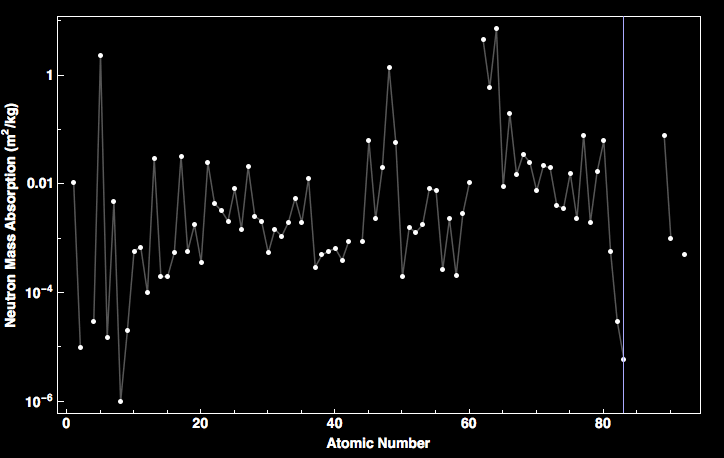 Neutron Mass Absorption (m²/kg)
1
0.01
10⁻⁴
10⁻⁶
0 20 40 60 80
Atomic Number